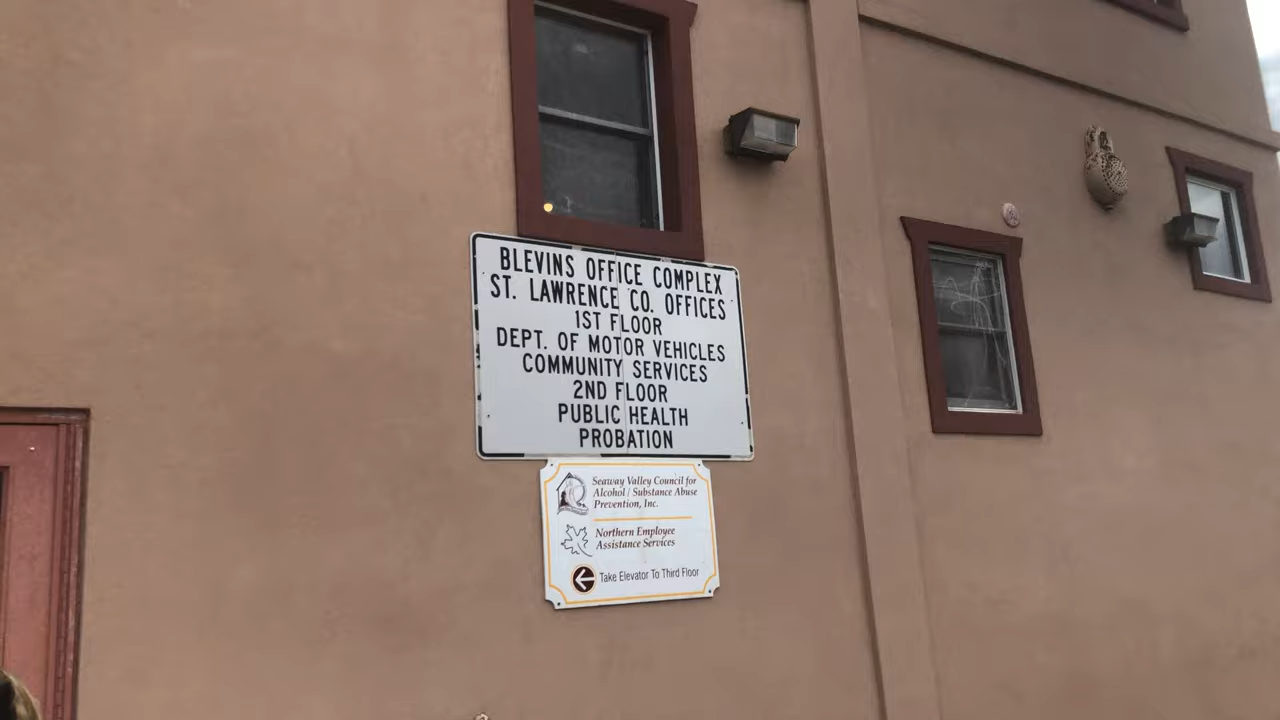 BLEVINS OFFICE COMPLEX
ST. LAWRENCE CO. OFFICES
1ST FLOOR
DEPT. OF MOTOR VEHICLES
COMMUNITY SERVICES
2ND FLOOR
PUBLIC HEALTH
PROBATION
Seaway Valley Council for
Alcohol / Substance Abuse
Prevention, Inc.
Northern Employee
Assistance Services
Take Elevator To Third Floor